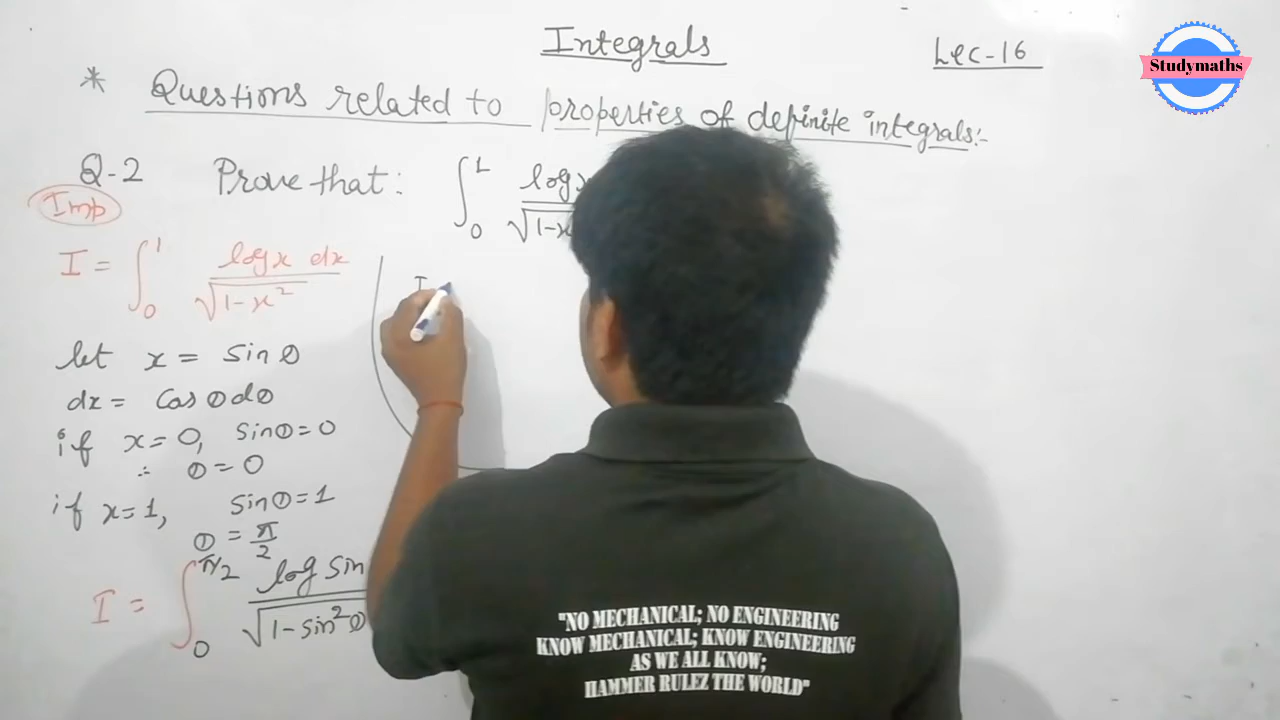 Integrals
Lec-16
Studymaths
* Questions related to properties of definite integrals:-
Q-2 Prove that: ∫₀¹ log x √1-x
Imp
I = ∫₀¹ log x dx / √1-x²
let x = sin θ
dx = cos θ dθ
if x = 0, sin θ = 0
∴ θ = 0
if x = 1, sin θ = 1
θ = π/2
I = ∫₀^π/2 log sin / √1-sin²θ
I
"NO MECHANICAL; NO ENGINEERING
KNOW MECHANICAL; KNOW ENGINEERING
AS WE ALL KNOW;
HAMMER RULEZ THE WORLD"